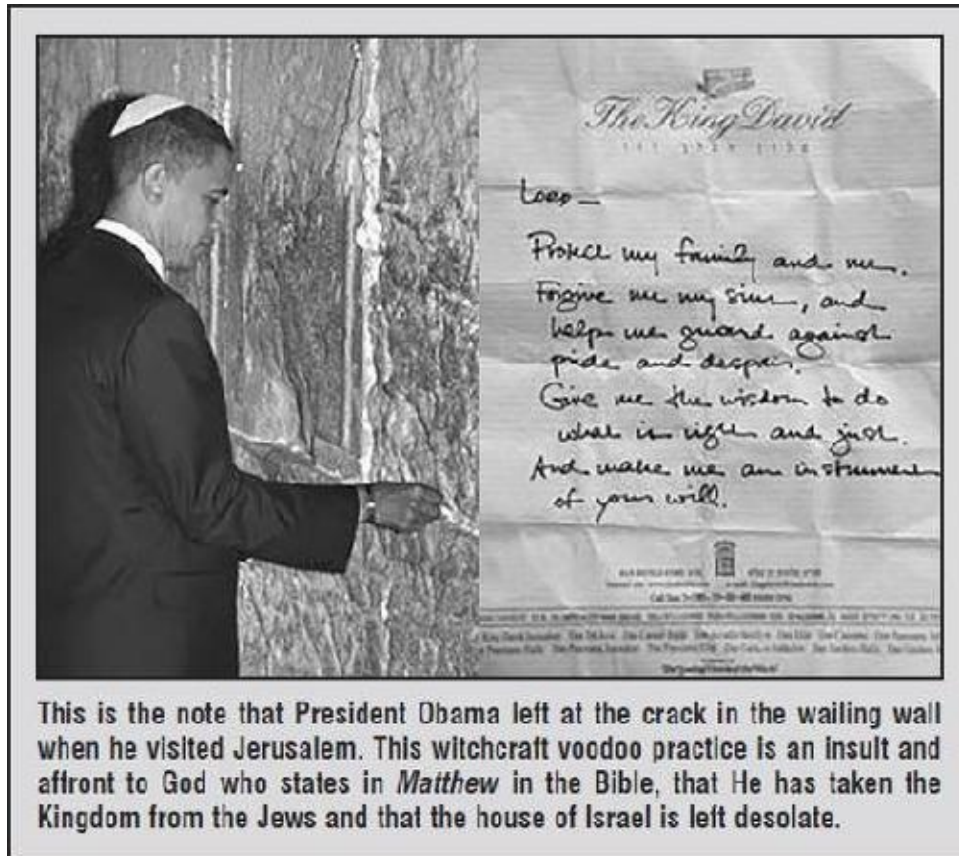 The King David
Lord —
Protect my family and me.
Forgive me my sins, and
help me guard against
pride and despair.
Give me the wisdom to do
what is right and just.
And make me an instrument
of your will.
This is the note that President Obama left at the crack in the wailing wall
when he visited Jerusalem. This witchcraft voodoo practice is an insult and
affront to God who states in Matthew in the Bible, that He has taken the
Kingdom from the Jews and that the house of Israel is left desolate.